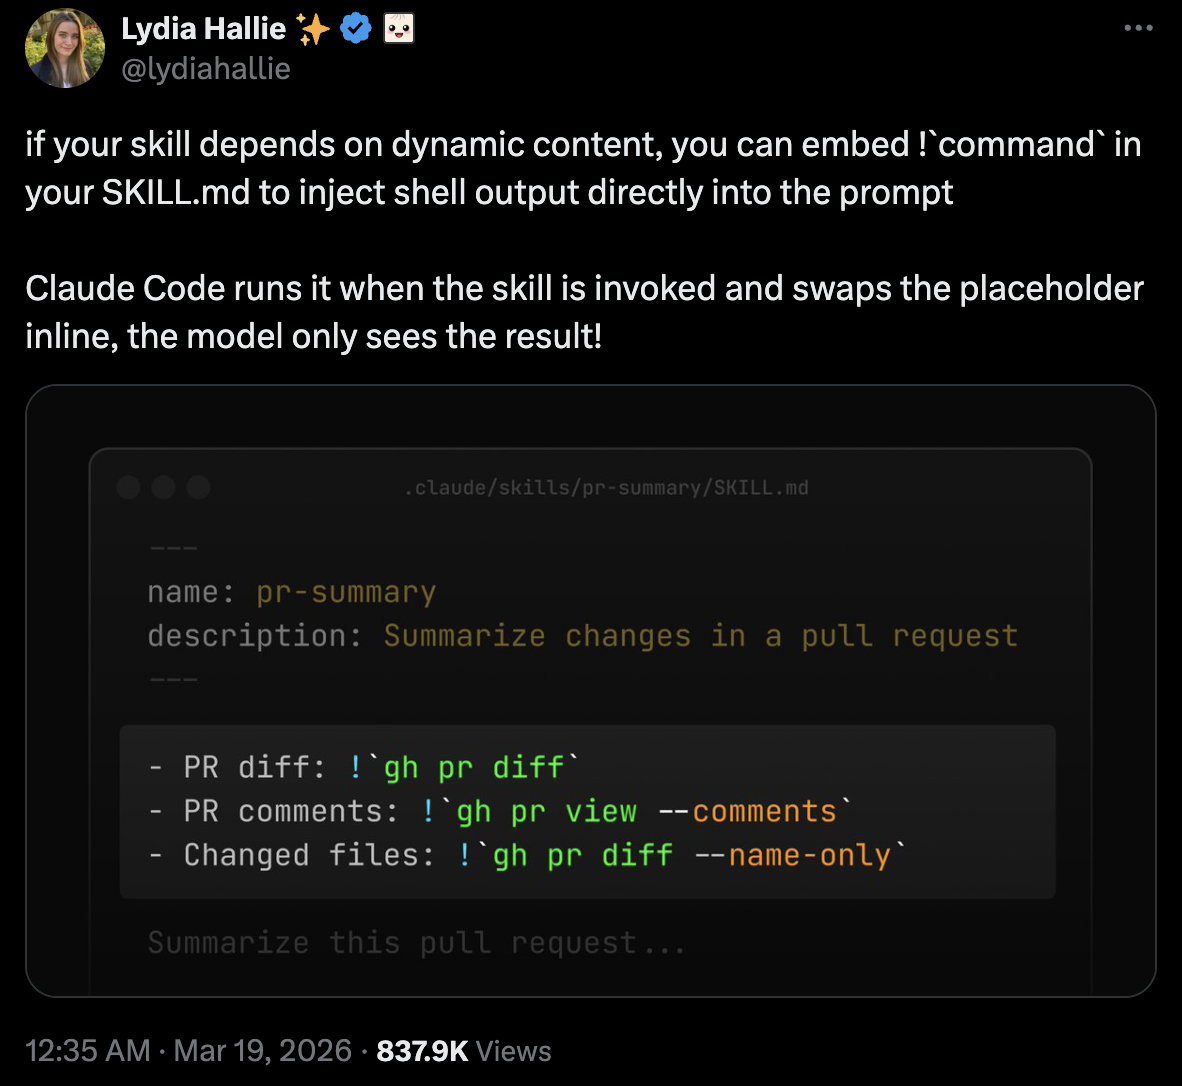 Lydia Hallie ✨
@lydiahallie
if your skill depends on dynamic content, you can embed !`command` in
your SKILL.md to inject shell output directly into the prompt
Claude Code runs it when the skill is invoked and swaps the placeholder
inline, the model only sees the result!
.claude/skills/pr-summary/SKILL.md
---
name: pr-summary
description: Summarize changes in a pull request
---
- PR diff: !`gh pr diff`
- PR comments: !`gh pr view --comments`
- Changed files: !`gh pr diff --name-only`
Summarize this pull request...
12:35 AM · Mar 19, 2026 · 837.9K Views